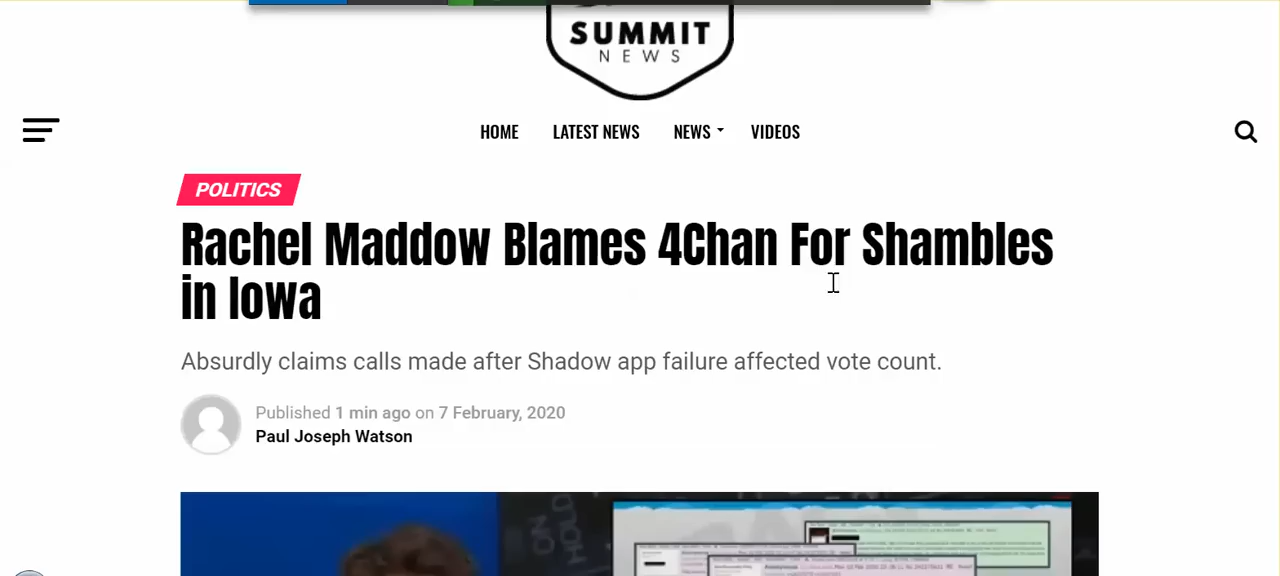 SUMMIT
NEWS
HOME LATEST NEWS NEWS VIDEOS
POLITICS
Rachel Maddow Blames 4Chan For Shambles
in Iowa
Absurdly claims calls made after Shadow app failure affected vote count.
Published 1 min ago on 7 February, 2020
Paul Joseph Watson
ON
HOLD